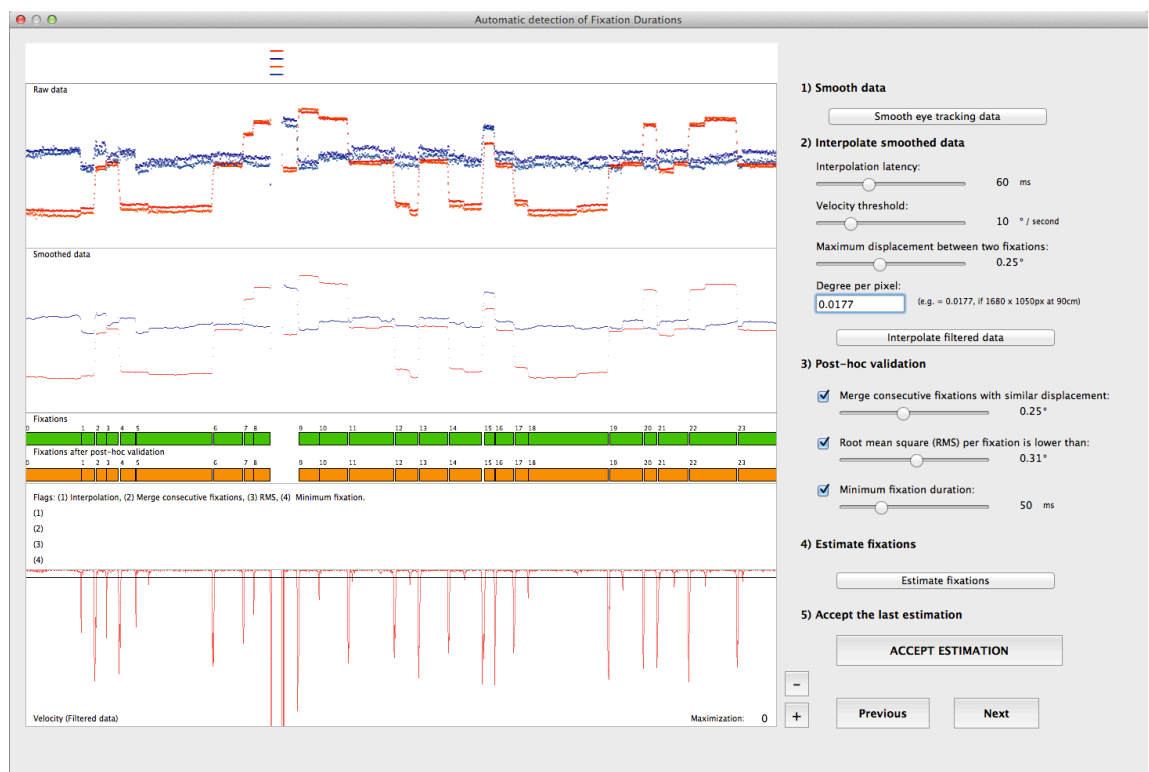 Automatic detection of Fixation Durations
Raw data
Smoothed data
Fixations
0 1 2 3 4 5 6 7 8 9 10 11 12 13 14 15 16 17 18 19 20 21 22 23
Fixations after post-hoc validation
0 1 2 3 4 5 6 7 8 9 10 11 12 13 14 15 16 17 18 19 20 21 22 23
Flags: (1) Interpolation, (2) Merge consecutive fixations, (3) RMS, (4) Minimum fixation.
(1)
(2)
(3)
(4)
Velocity (Filtered data)
Maximization: 0
1) Smooth data
Smooth eye tracking data
2) Interpolate smoothed data
Interpolation latency:
60 ms
Velocity threshold:
10 ° / second
Maximum displacement between two fixations:
0.25°
Degree per pixel:
0.0177 (e.g. = 0.0177, if 1680 x 1050px at 90cm)
Interpolate filtered data
3) Post-hoc validation
Merge consecutive fixations with similar displacement:
0.25°
Root mean square (RMS) per fixation is lower than:
0.31°
Minimum fixation duration:
50 ms
4) Estimate fixations
Estimate fixations
5) Accept the last estimation
ACCEPT ESTIMATION
-
+
Previous Next